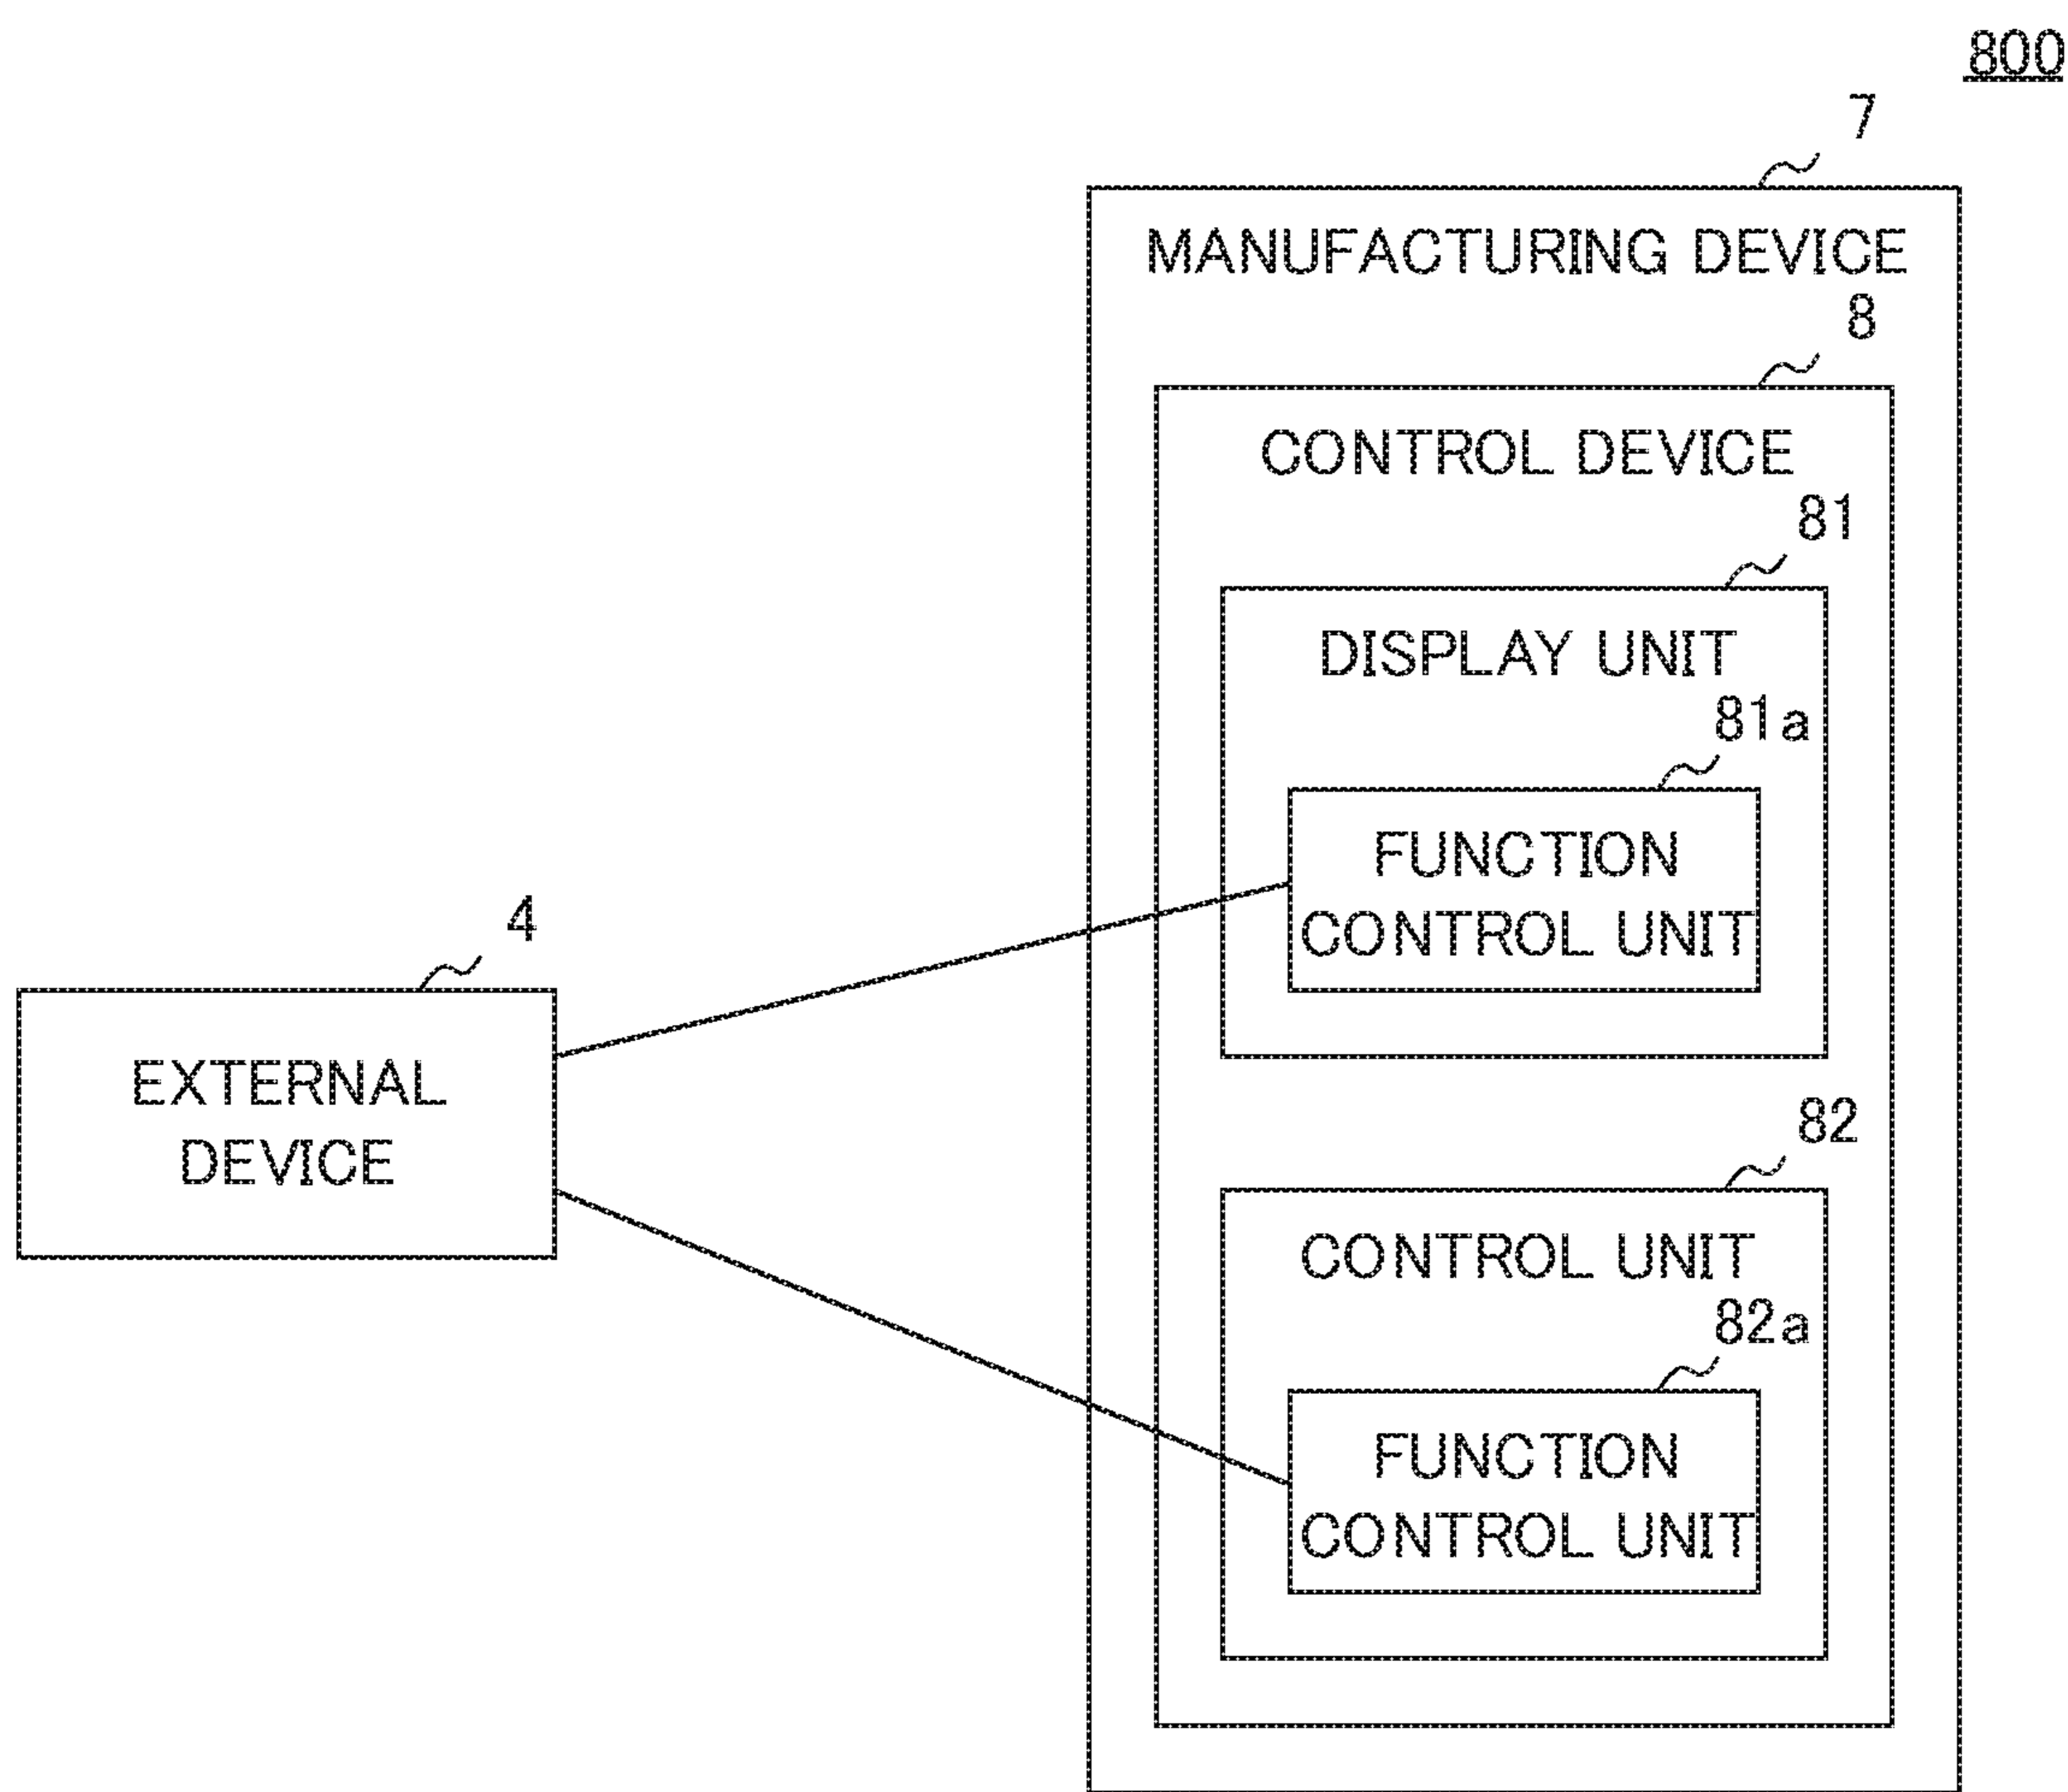 800
7
MANUFACTURING DEVICE
8
CONTROL DEVICE
81
DISPLAY UNIT
81a
FUNCTION
CONTROL UNIT
4
EXTERNAL
DEVICE
82
CONTROL UNIT
82a
FUNCTION
CONTROL UNIT